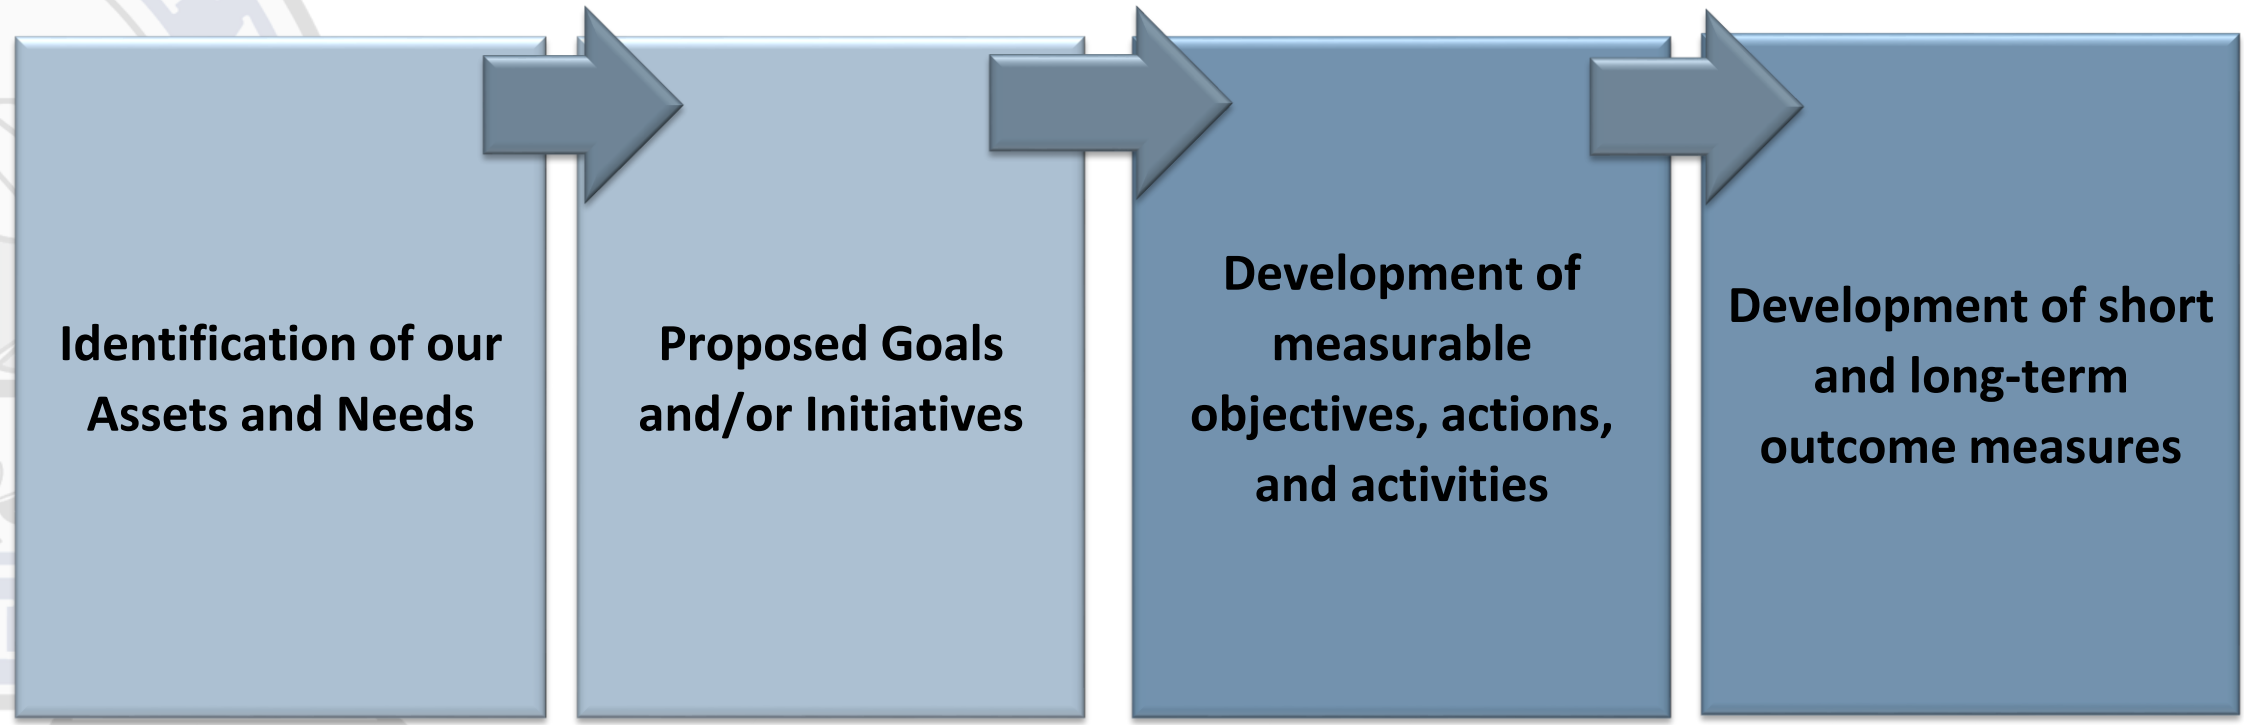 Identification of our
Assets and Needs
Proposed Goals
and/or Initiatives
Development of
measurable
objectives, actions,
and activities
Development of short
and long-term
outcome measures